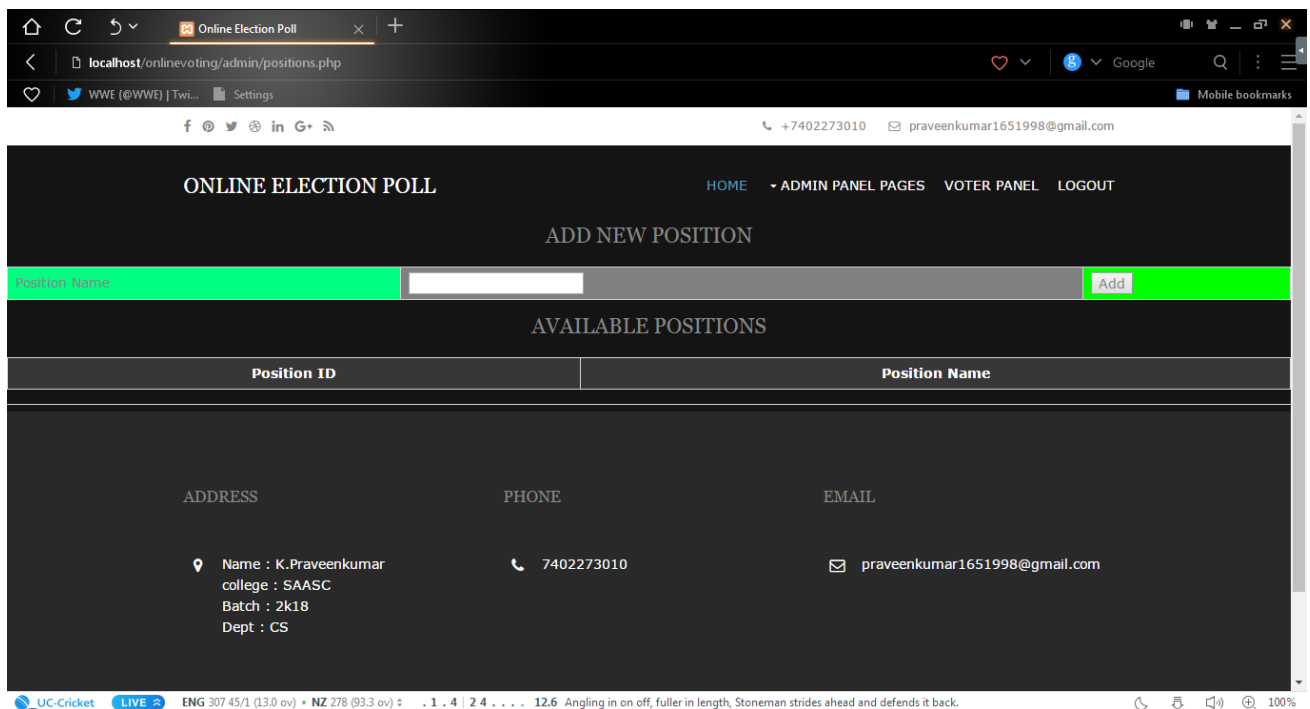 Online Election Poll
localhost/onlinevoting/admin/positions.php
Google
WWE (@WWE) | Twi... Settings Mobile bookmarks
+7402273010 praveenkumar1651998@gmail.com
ONLINE ELECTION POLL HOME ADMIN PANEL PAGES VOTER PANEL LOGOUT
ADD NEW POSITION
Position Name Add
AVAILABLE POSITIONS
Position ID Position Name
ADDRESS PHONE EMAIL
Name : K.Praveenkumar 7402273010 praveenkumar1651998@gmail.com
college : SAASC
Batch : 2k18
Dept : CS
UC-Cricket LIVE ENG 307 45/1 (13.0 ov) • NZ 278 (93.3 ov) . 1 . 4 | 2 4 . . . . 12.6 Angling in on off, fuller in length, Stoneman strides ahead and defends it back. 100%